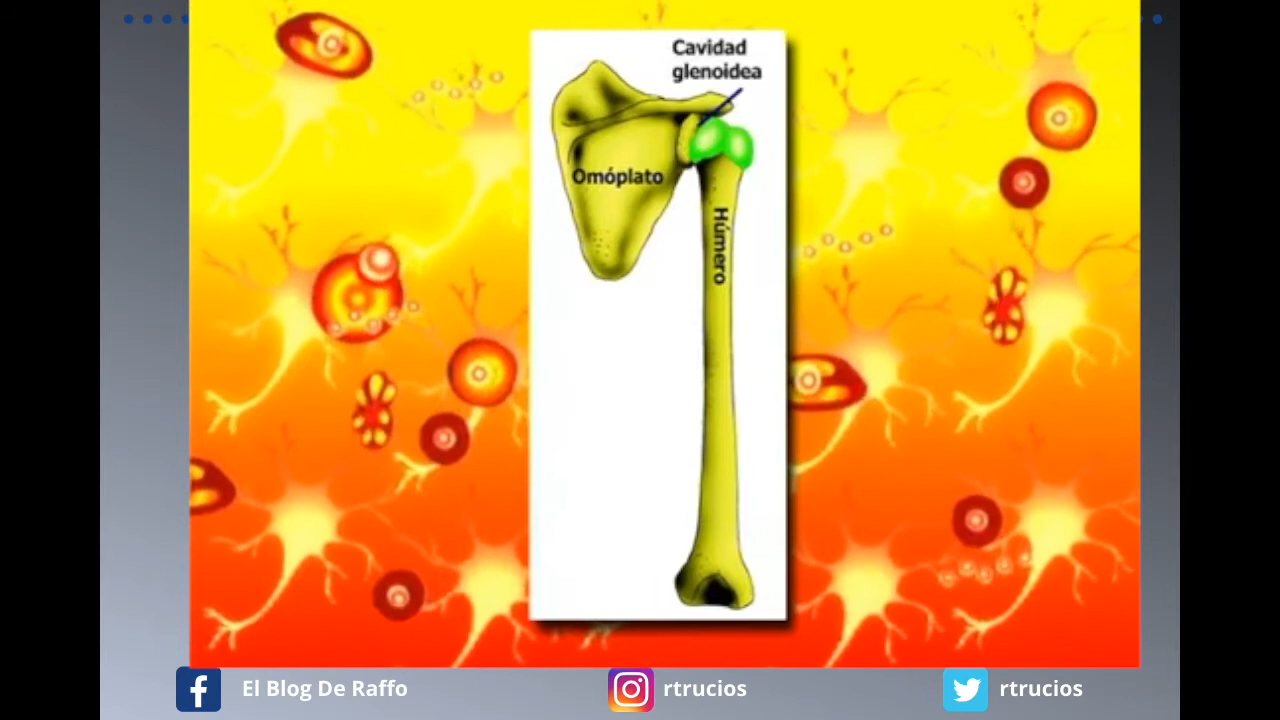 Cavidad
glenoidea
Omóplato
Húmero
El Blog De Raffo
rtrucios
rtrucios